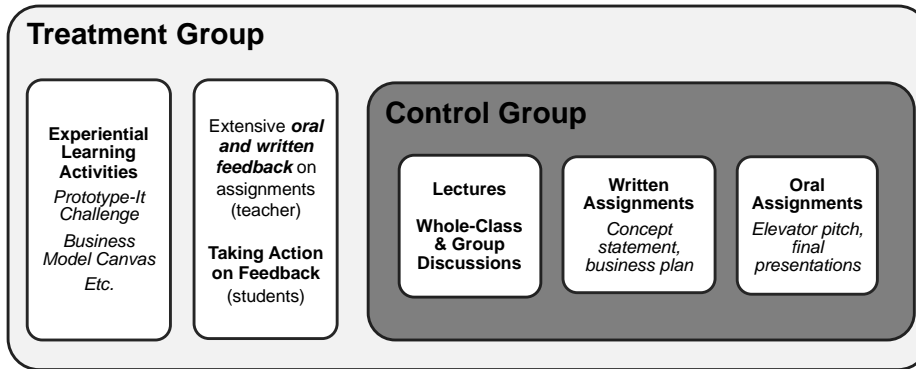 Treatment Group
Experiential
Learning
Activities
Prototype-It
Challenge
Business
Model Canvas
Etc.
Extensive oral
and written
feedback on
assignments
(teacher)
Taking Action
on Feedback
(students)
Control Group
Lectures
Whole-Class
& Group
Discussions
Written
Assignments
Concept
statement,
business plan
Oral
Assignments
Elevator pitch,
final
presentations